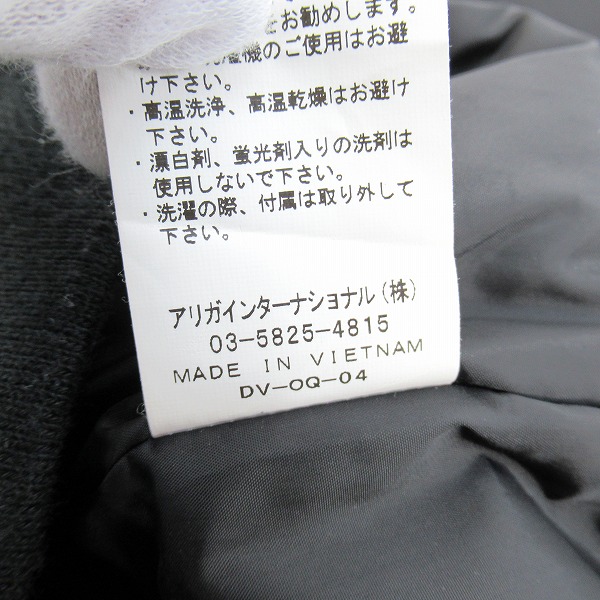 をお勧めします。
機のご使用はお避
け下さい。
・高温洗浄、高温乾燥はお避け
下さい。
・漂白剤、蛍光剤入りの洗剤は
使用しないで下さい。
・洗濯の際、付属は取り外して
下さい。
アリガインターナショナル(株)
03-5825-4815
MADE IN VIETNAM
DV-OQ-04